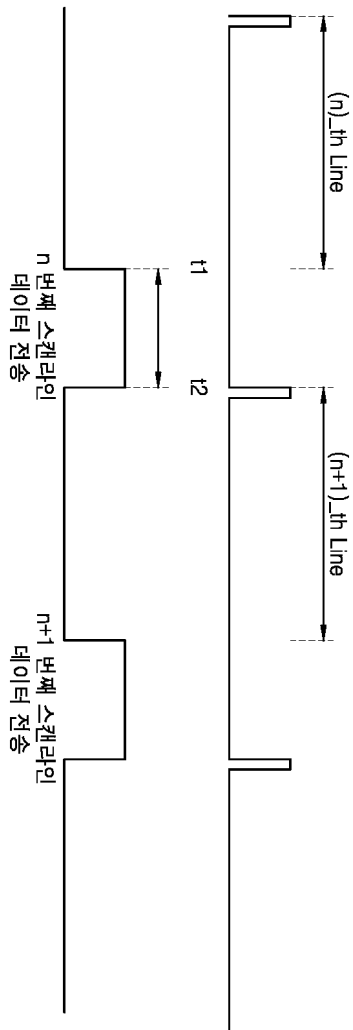 (n)_th Line
(n+1)_th Line
t1
t2
n 번째 스캔라인
데이터 전송
n+1 번째 스캔라인
데이터 전송